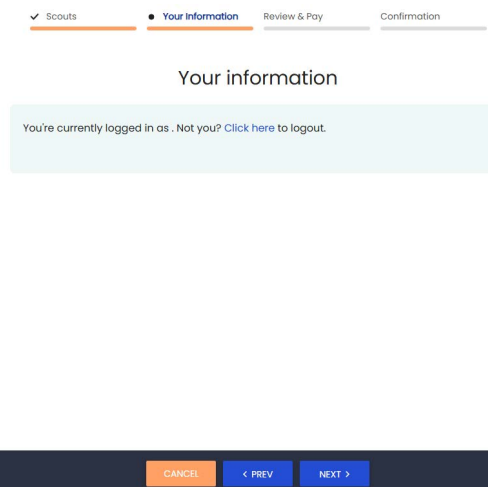 Scouts Your Information Review & Pay Confirmation
Your information
You're currently logged in as . Not you? Click here to logout.
CANCEL < PREV NEXT >